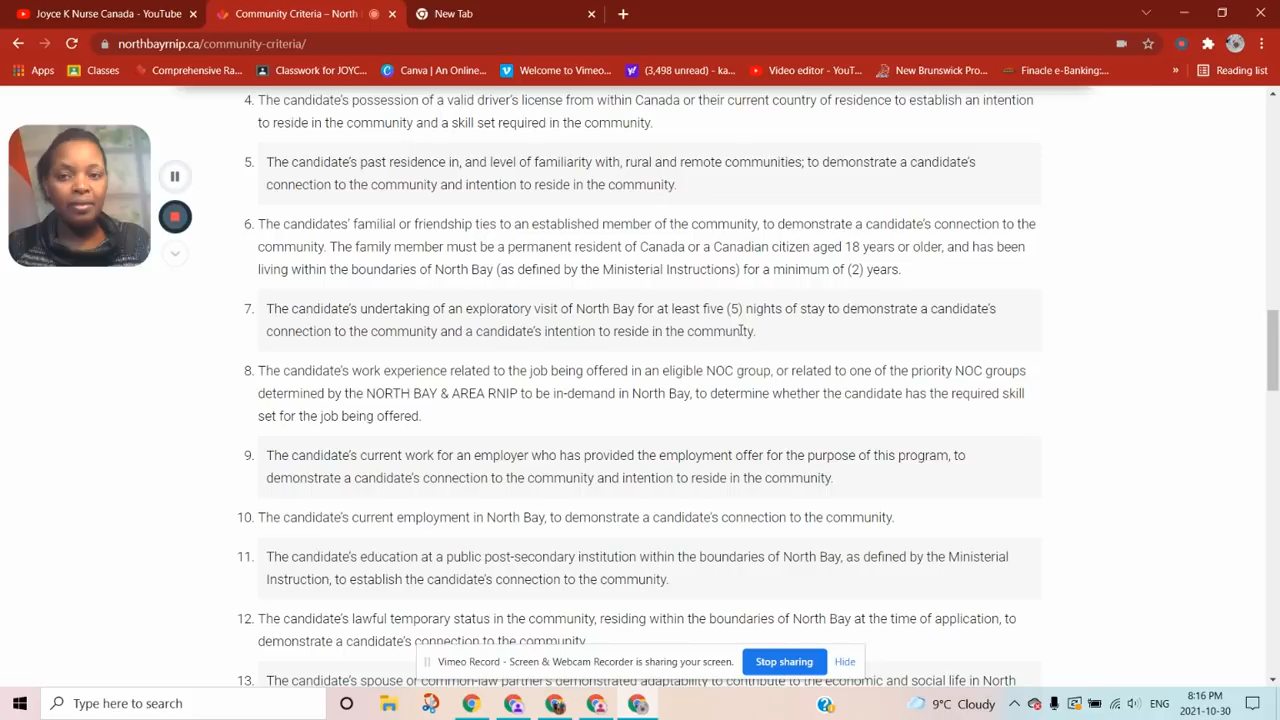 Joyce K Nurse Canada - YouTube
Community Criteria – North
New Tab
northbayrnip.ca/community-criteria/
Apps
Classes
Comprehensive Ra...
Classwork for JOYC...
Canva | An Online...
Welcome to Vimeo...
(3,498 unread) - ka...
Video editor - YouT...
New Brunswick Pro...
Finacle e-Banking:...
Reading list
4. The candidate's possession of a valid driver's license from within Canada or their current country of residence to establish an intention
to reside in the community and a skill set required in the community.
5. The candidate's past residence in, and level of familiarity with, rural and remote communities; to demonstrate a candidate's
connection to the community and intention to reside in the community.
6. The candidates' familial or friendship ties to an established member of the community, to demonstrate a candidate's connection to the
community. The family member must be a permanent resident of Canada or a Canadian citizen aged 18 years or older, and has been
living within the boundaries of North Bay (as defined by the Ministerial Instructions) for a minimum of (2) years.
7. The candidate's undertaking of an exploratory visit of North Bay for at least five (5) nights of stay to demonstrate a candidate's
connection to the community and a candidate's intention to reside in the community.
8. The candidate's work experience related to the job being offered in an eligible NOC group, or related to one of the priority NOC groups
determined by the NORTH BAY & AREA RNIP to be in-demand in North Bay, to determine whether the candidate has the required skill
set for the job being offered.
9. The candidate's current work for an employer who has provided the employment offer for the purpose of this program, to
demonstrate a candidate's connection to the community and intention to reside in the community.
10. The candidate's current employment in North Bay, to demonstrate a candidate's connection to the community.
11. The candidate's education at a public post-secondary institution within the boundaries of North Bay, as defined by the Ministerial
Instruction, to establish the candidate's connection to the community.
12. The candidate's lawful temporary status in the community, residing within the boundaries of North Bay at the time of application, to
demonstrate a candidate's connection to the community.
13. The candidate's spouse or common-law partner's demonstrated adaptability to contribute to the economic and social life in North
Vimeo Record - Screen & Webcam Recorder is sharing your screen.
Stop sharing
Hide
Type here to search
9°C Cloudy
ENG
8:16 PM
2021-10-30